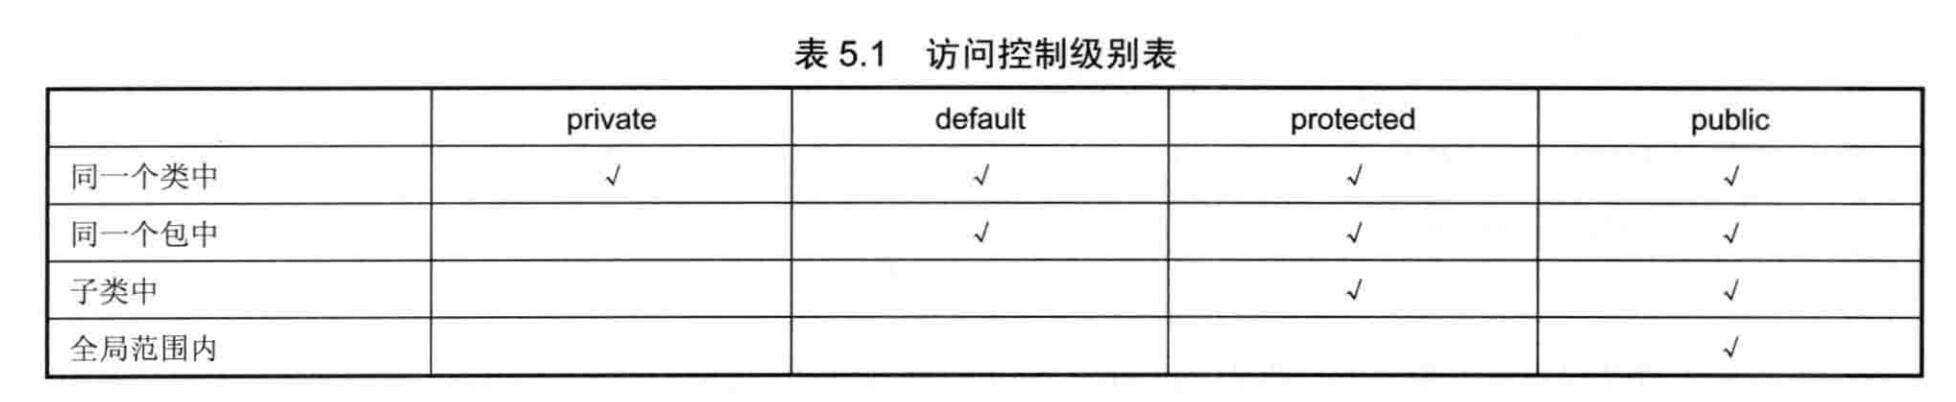 表 5.1 访问控制级别表
private default protected public
同一个类中 √ √ √ √
同一个包中 √ √ √
子类中 √ √
全局范围内 √